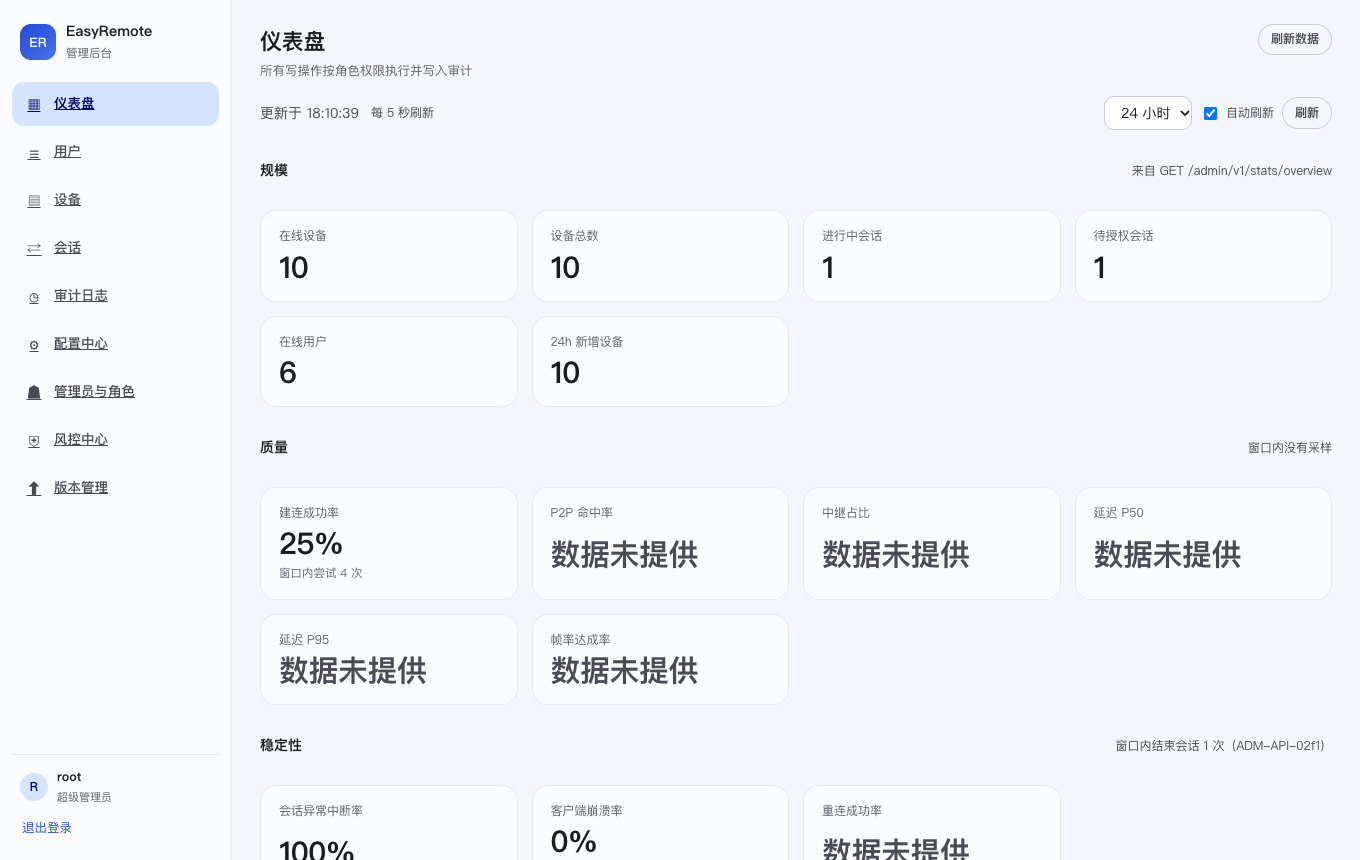 ER
EasyRemote
管理后台
仪表盘
用户
设备
会话
审计日志
配置中心
管理员与角色
风控中心
版本管理
R
root
超级管理员
退出登录
仪表盘
刷新数据
所有写操作按角色权限执行并写入审计
更新于 18:10:39 每 5 秒刷新
24 小时
自动刷新
刷新
规模
来自 GET /admin/v1/stats/overview
在线设备
10
设备总数
10
进行中会话
1
待授权会话
1
在线用户
6
24h 新增设备
10
质量
窗口内没有采样
建连成功率
25%
窗口内尝试 4 次
P2P 命中率
数据未提供
中继占比
数据未提供
延迟 P50
数据未提供
延迟 P95
数据未提供
帧率达成率
数据未提供
稳定性
窗口内结束会话 1 次（ADM-API-02f1）
会话异常中断率
100%
客户端崩溃率
0%
重连成功率
数据未提供